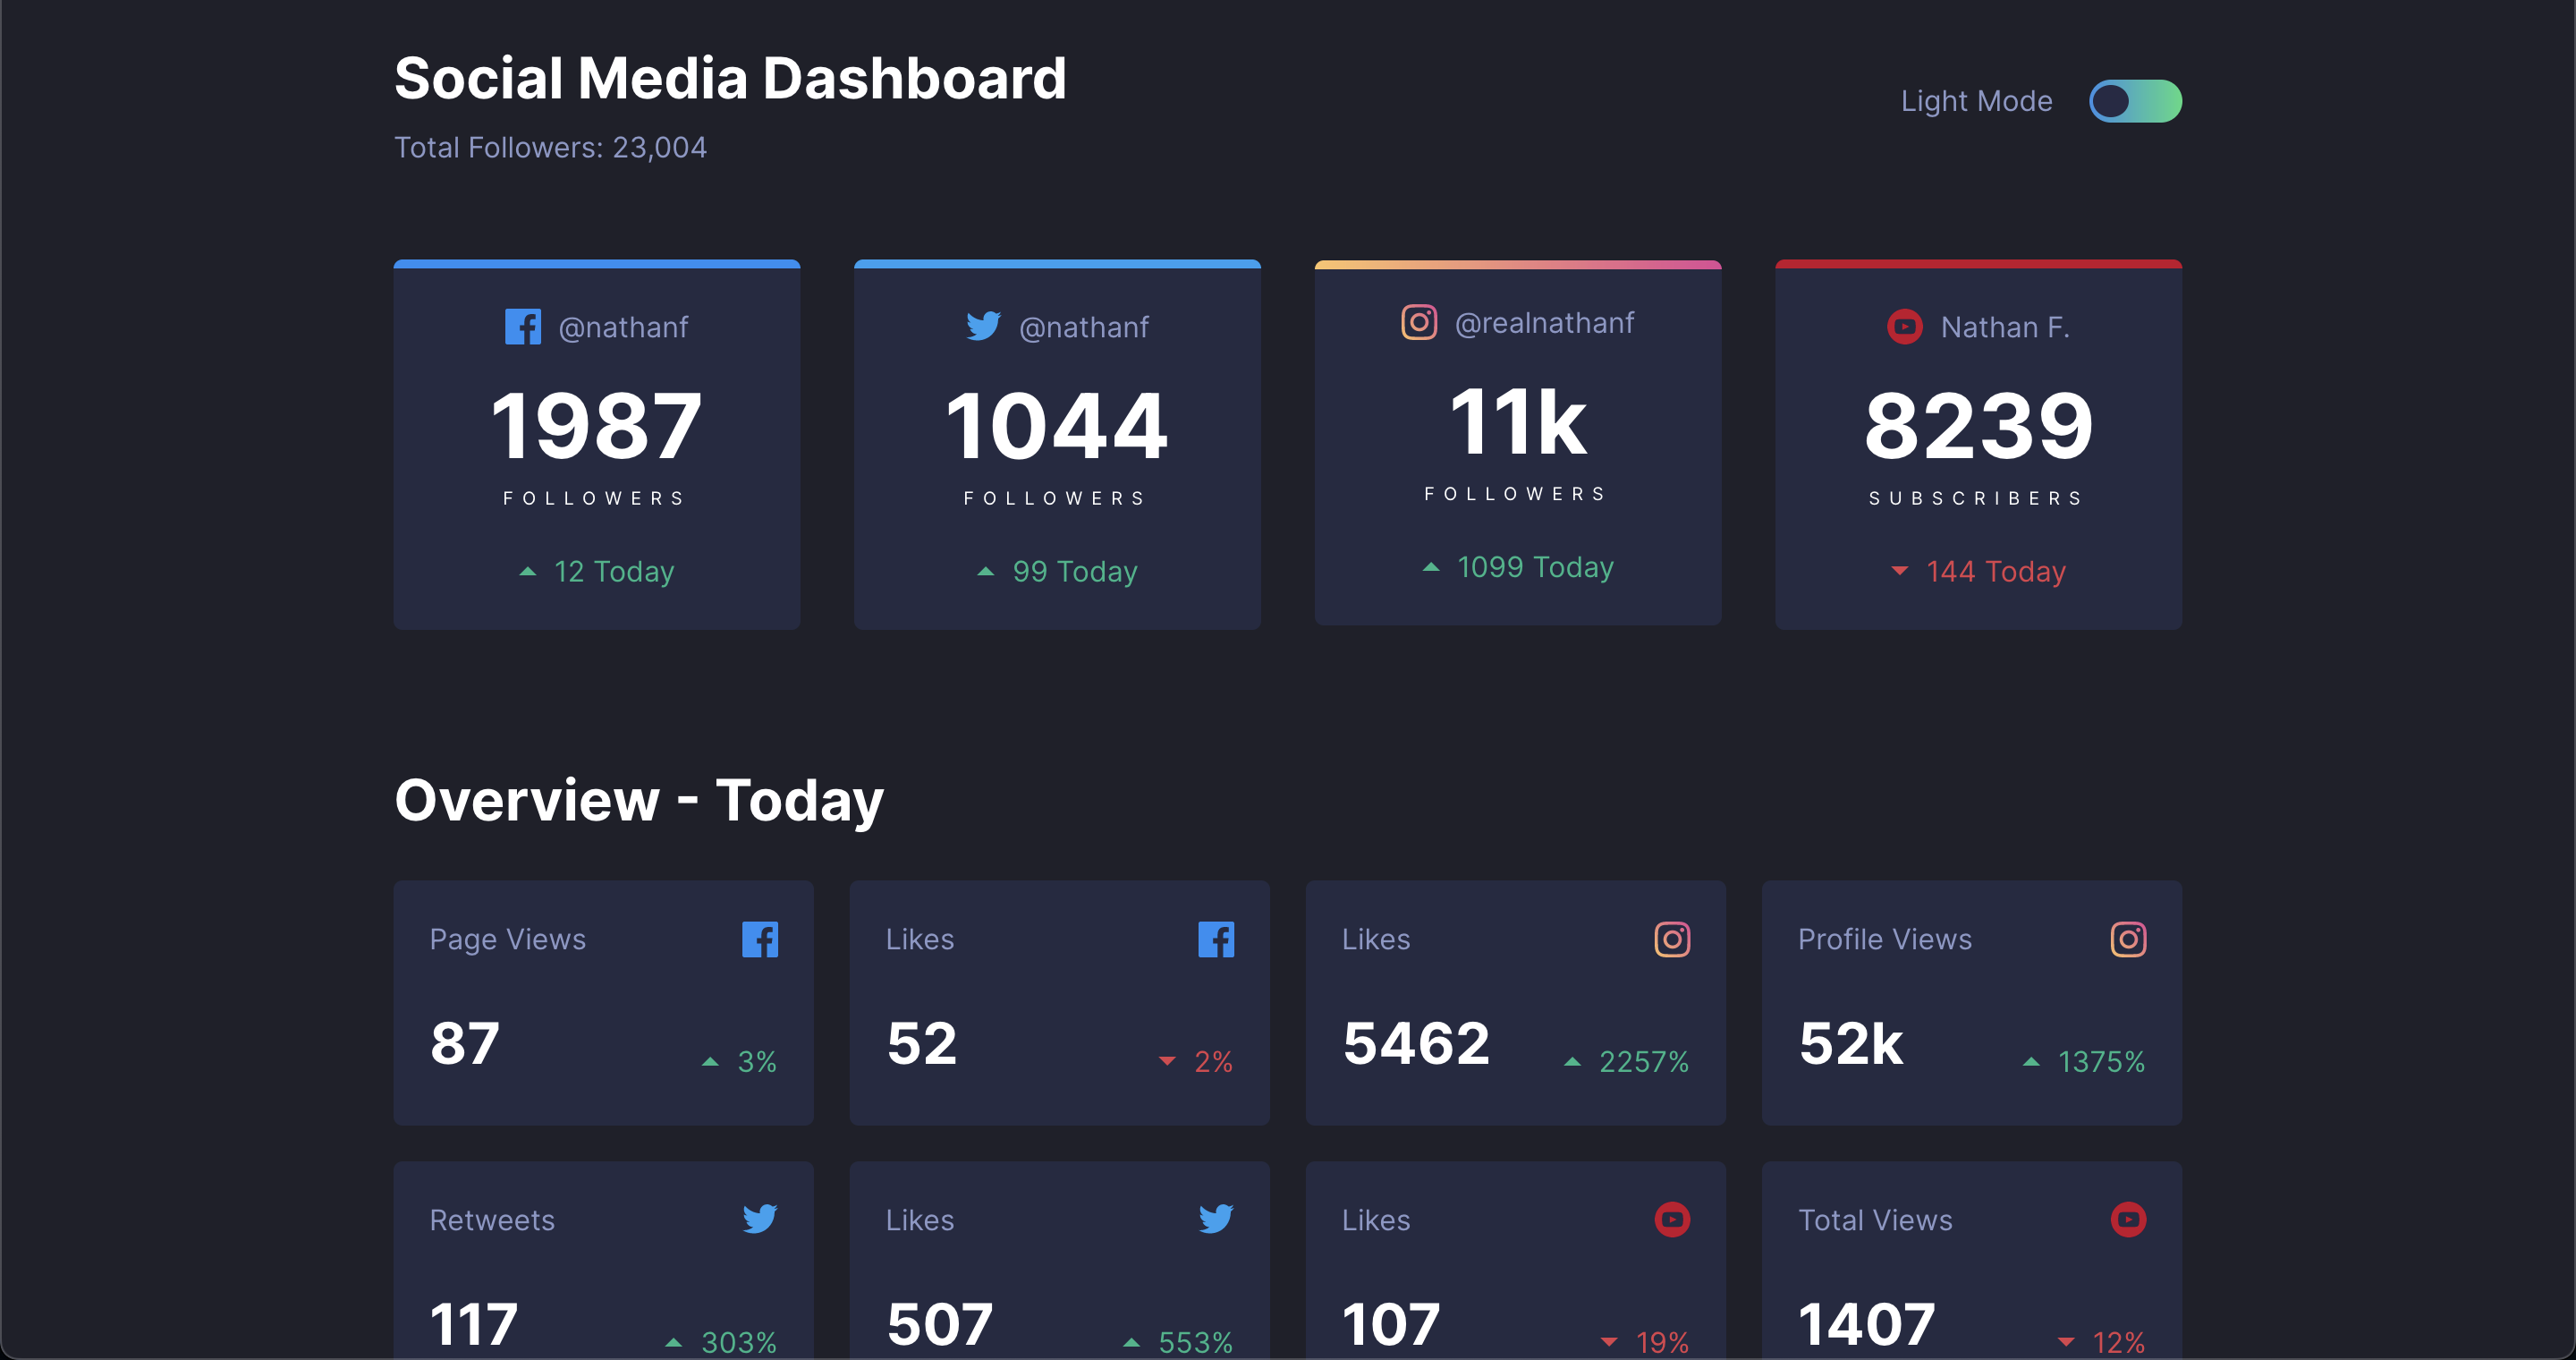 Social Media Dashboard
Total Followers: 23,004
Light Mode
@nathanf
1987
FOLLOWERS
12 Today
@nathanf
1044
FOLLOWERS
99 Today
@realnathanf
11k
FOLLOWERS
1099 Today
Nathan F.
8239
SUBSCRIBERS
144 Today
Overview - Today
Page Views
87
3%
Likes
52
2%
Likes
5462
2257%
Profile Views
52k
1375%
Retweets
117
303%
Likes
507
553%
Likes
107
19%
Total Views
1407
12%